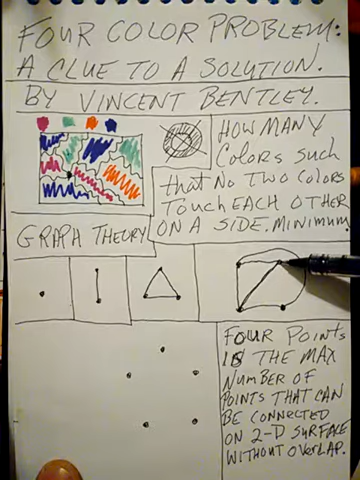 FOUR COLOR PROBLEM:
A CLUE TO A SOLUTION.
BY VINCENT BENTLEY.
HOW MANY
COLORS SUCH
THAT NO TWO COLORS
TOUCH EACH OTHER
ON A SIDE. MINIMUM.
GRAPH THEORY
FOUR POINTS
IS THE MAX
NUMBER OF
POINTS THAT CAN
BE CONNECTED
ON 2-D SURFACE
WITHOUT OVERLAP.